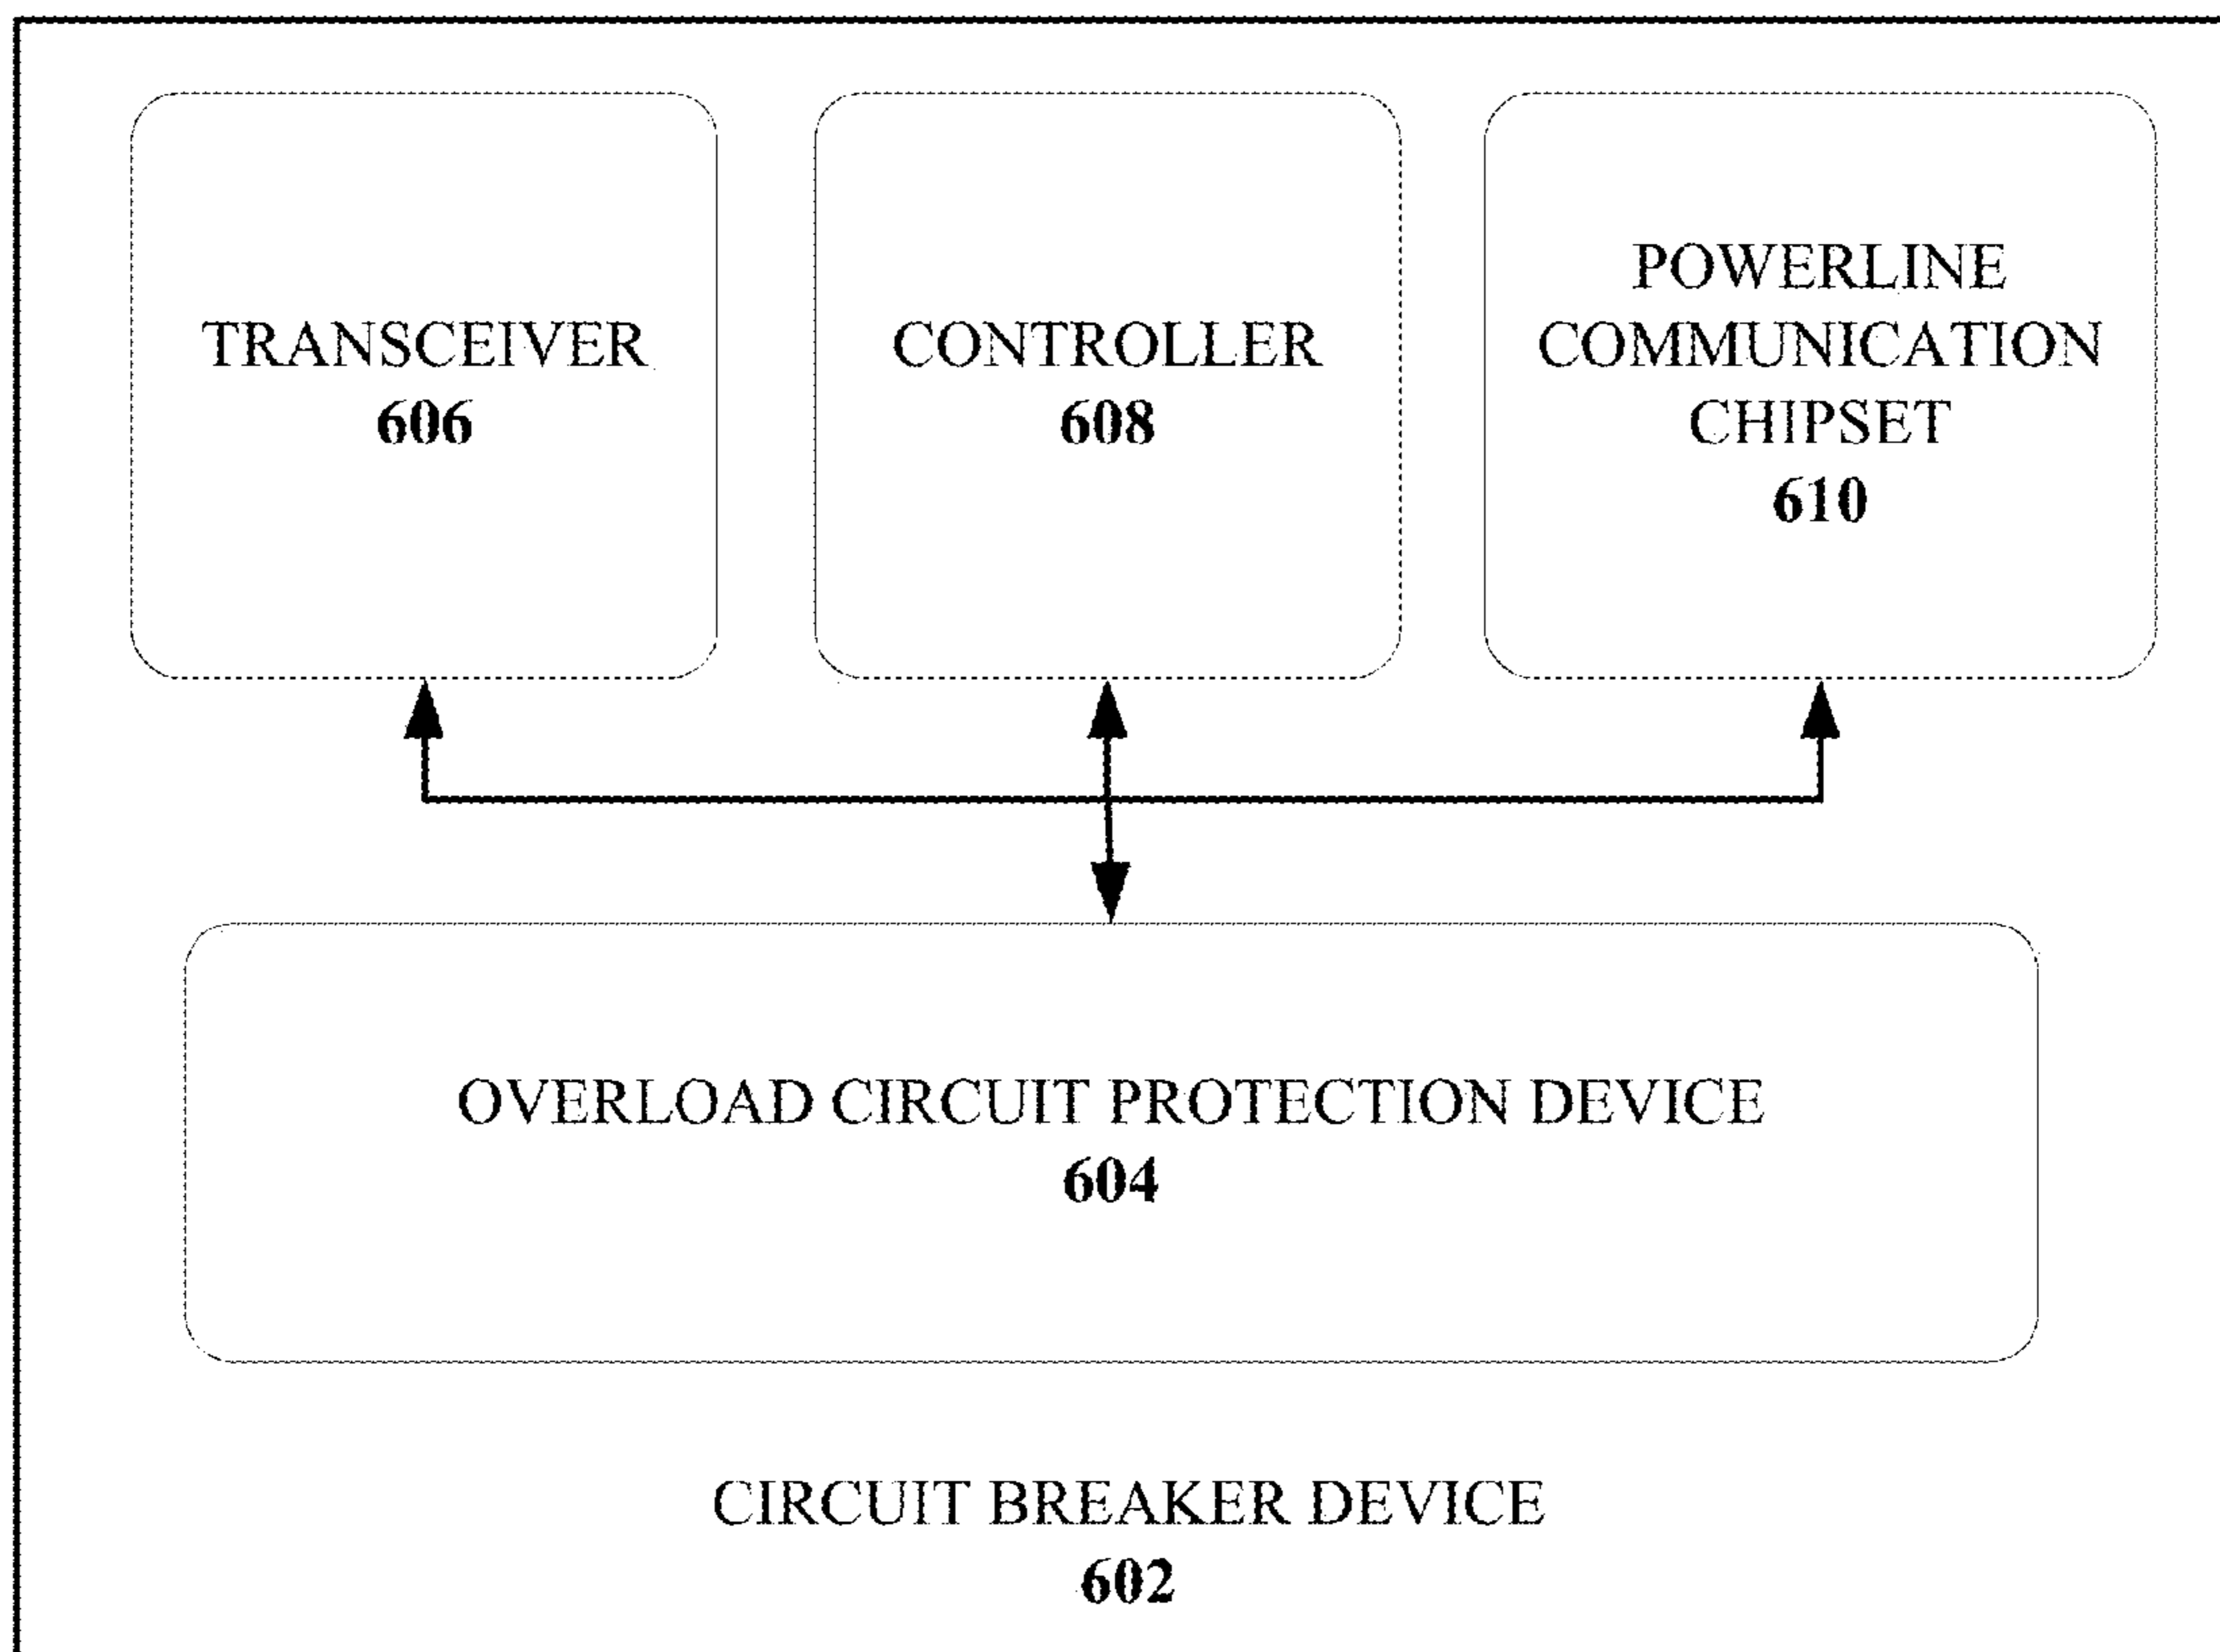 TRANSCEIVER
606
CONTROLLER
608
POWERLINE
COMMUNICATION
CHIPSET
610
OVERLOAD CIRCUIT PROTECTION DEVICE
604
CIRCUIT BREAKER DEVICE
602